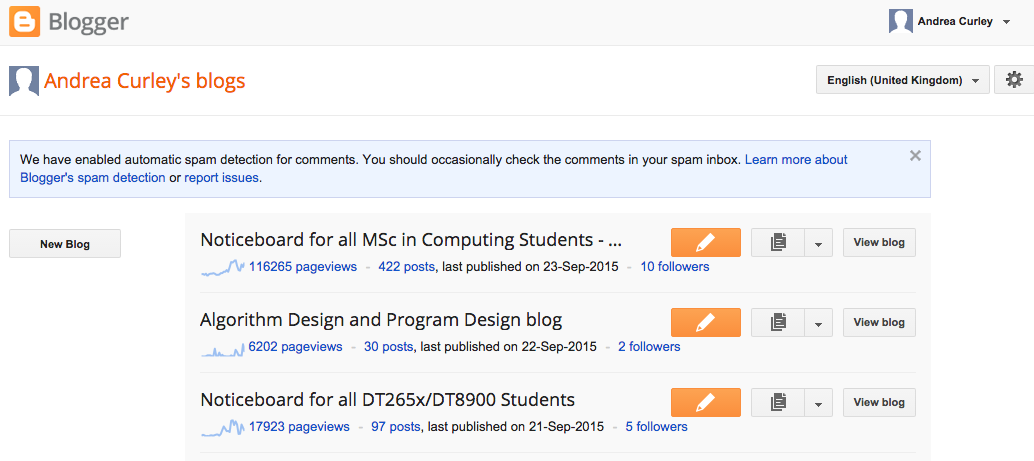 Blogger
Andrea Curley
Andrea Curley's blogs
English (United Kingdom)
We have enabled automatic spam detection for comments. You should occasionally check the comments in your spam inbox. Learn more about
Blogger's spam detection or report issues.
New Blog
Noticeboard for all MSc in Computing Students - ...
View blog
116265 pageviews - 422 posts, last published on 23-Sep-2015 - 10 followers
Algorithm Design and Program Design blog
View blog
6202 pageviews - 30 posts, last published on 22-Sep-2015 - 2 followers
Noticeboard for all DT265x/DT8900 Students
View blog
17923 pageviews - 97 posts, last published on 21-Sep-2015 - 5 followers